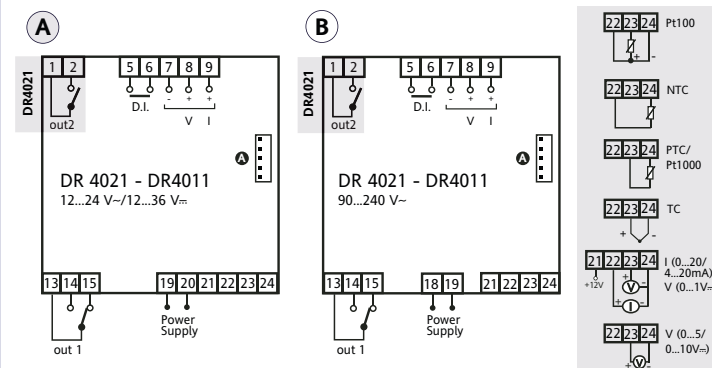 A
DR4021
1 2
5 6 7 8 9
out2
D.I.
- + +
V I
A
DR 4021 - DR4011
12...24 V~/12...36 V⎓
13 14 15
19 20 21 22 23 24
Power
Supply
out 1
B
DR4021
1 2
5 6 7 8 9
out2
D.I.
- + +
V I
A
DR 4021 - DR4011
90...240 V~
13 14 15
18 19
21 22 23 24
Power
Supply
out 1
22 23 24 Pt100
+ -
22 23 24 NTC
22 23 24 PTC/
Pt1000
22 23 24 TC
+ -
21 22 23 24 I (0...20/
4...20mA)
+12V
V (0...1V⎓
+ V -
+ I -
22 23 24 V (0...5/
0...10V⎓)
+ V -